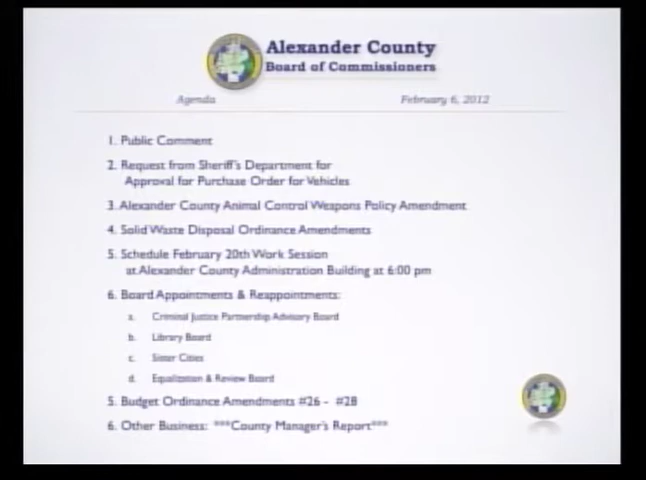 Alexander County
Board of Commissioners
Agenda February 6, 2012
1. Public Comment
2. Request from Sheriff's Department for
Approval for Purchase Order for Vehicles
3. Alexander County Animal Control Weapons Policy Amendment
4. Solid Waste Disposal Ordinance Amendments
5. Schedule February 20th Work Session
at Alexander County Administration Building at 6:00 pm
6. Board Appointments & Reappointments:
a. Criminal Justice Partnership Advisory Board
b. Library Board
c. Sister Cities
d. Equalization & Review Board
5. Budget Ordinance Amendments #26 - #28
6. Other Business: ***County Manager's Report***